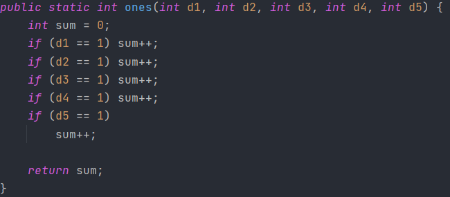 public static int ones(int d1, int d2, int d3, int d4, int d5) {
    int sum = 0;
    if (d1 == 1) sum++;
    if (d2 == 1) sum++;
    if (d3 == 1) sum++;
    if (d4 == 1) sum++;
    if (d5 == 1)
        sum++;

    return sum;
}